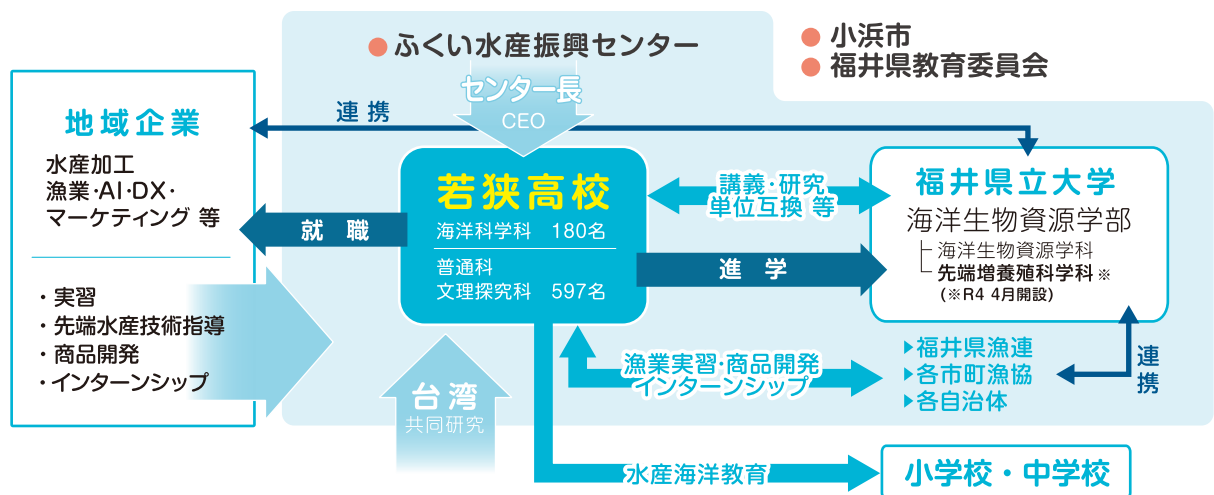 ● ふくい水産振興センター
● 小浜市
● 福井県教育委員会
センター長
CEO
連携
地域企業
水産加工
漁業・AI・DX・
マーケティング 等
・実習
・先端水産技術指導
・商品開発
・インターンシップ
就職
若狭高校
海洋科学科 180名
普通科
文理探究科 597名
講義・研究
単位互換 等
進学
福井県立大学
海洋生物資源学部
海洋生物資源学科
先端増養殖科学科※
(※R4 4月開設)
台湾
共同研究
漁業実習・商品開発
インターンシップ
福井県漁連
各市町漁協
各自治体
連携
水産海洋教育
小学校・中学校